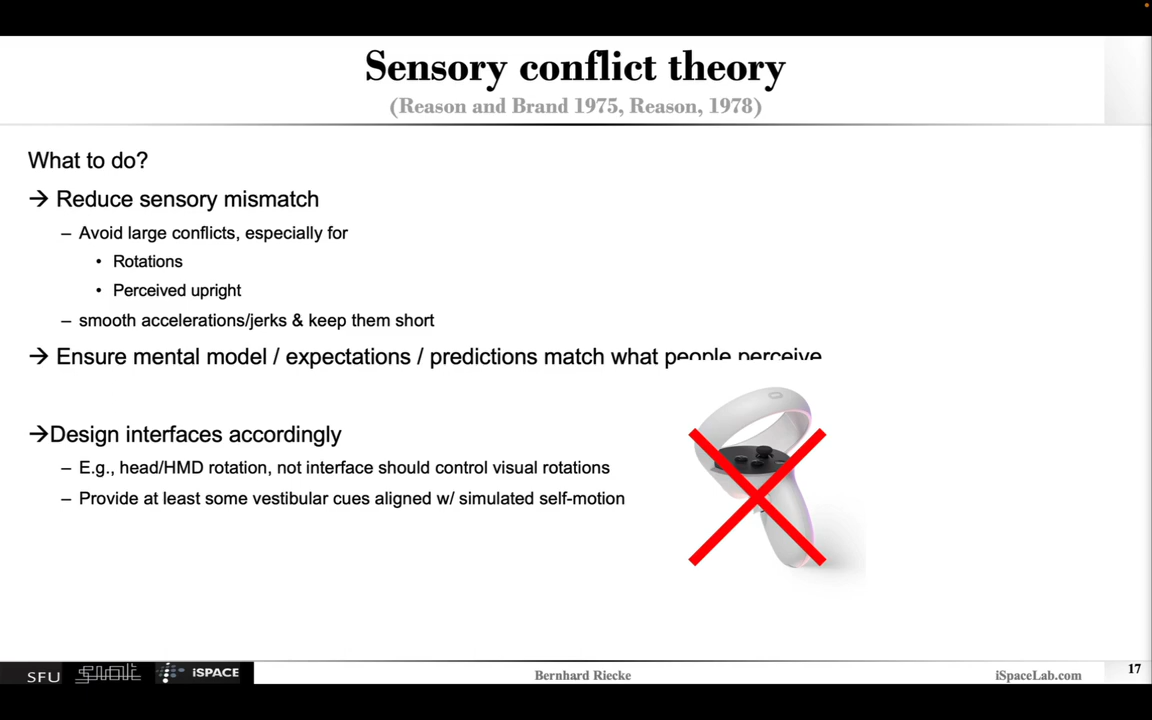 Sensory conflict theory
(Reason and Brand 1975, Reason, 1978)
What to do?
→ Reduce sensory mismatch
– Avoid large conflicts, especially for
• Rotations
• Perceived upright
– smooth accelerations/jerks & keep them short
→ Ensure mental model / expectations / predictions match what people perceive
→Design interfaces accordingly
– E.g., head/HMD rotation, not interface should control visual rotations
– Provide at least some vestibular cues aligned w/ simulated self-motion
SFU
iSPACE
Bernhard Riecke
iSpaceLab.com
17